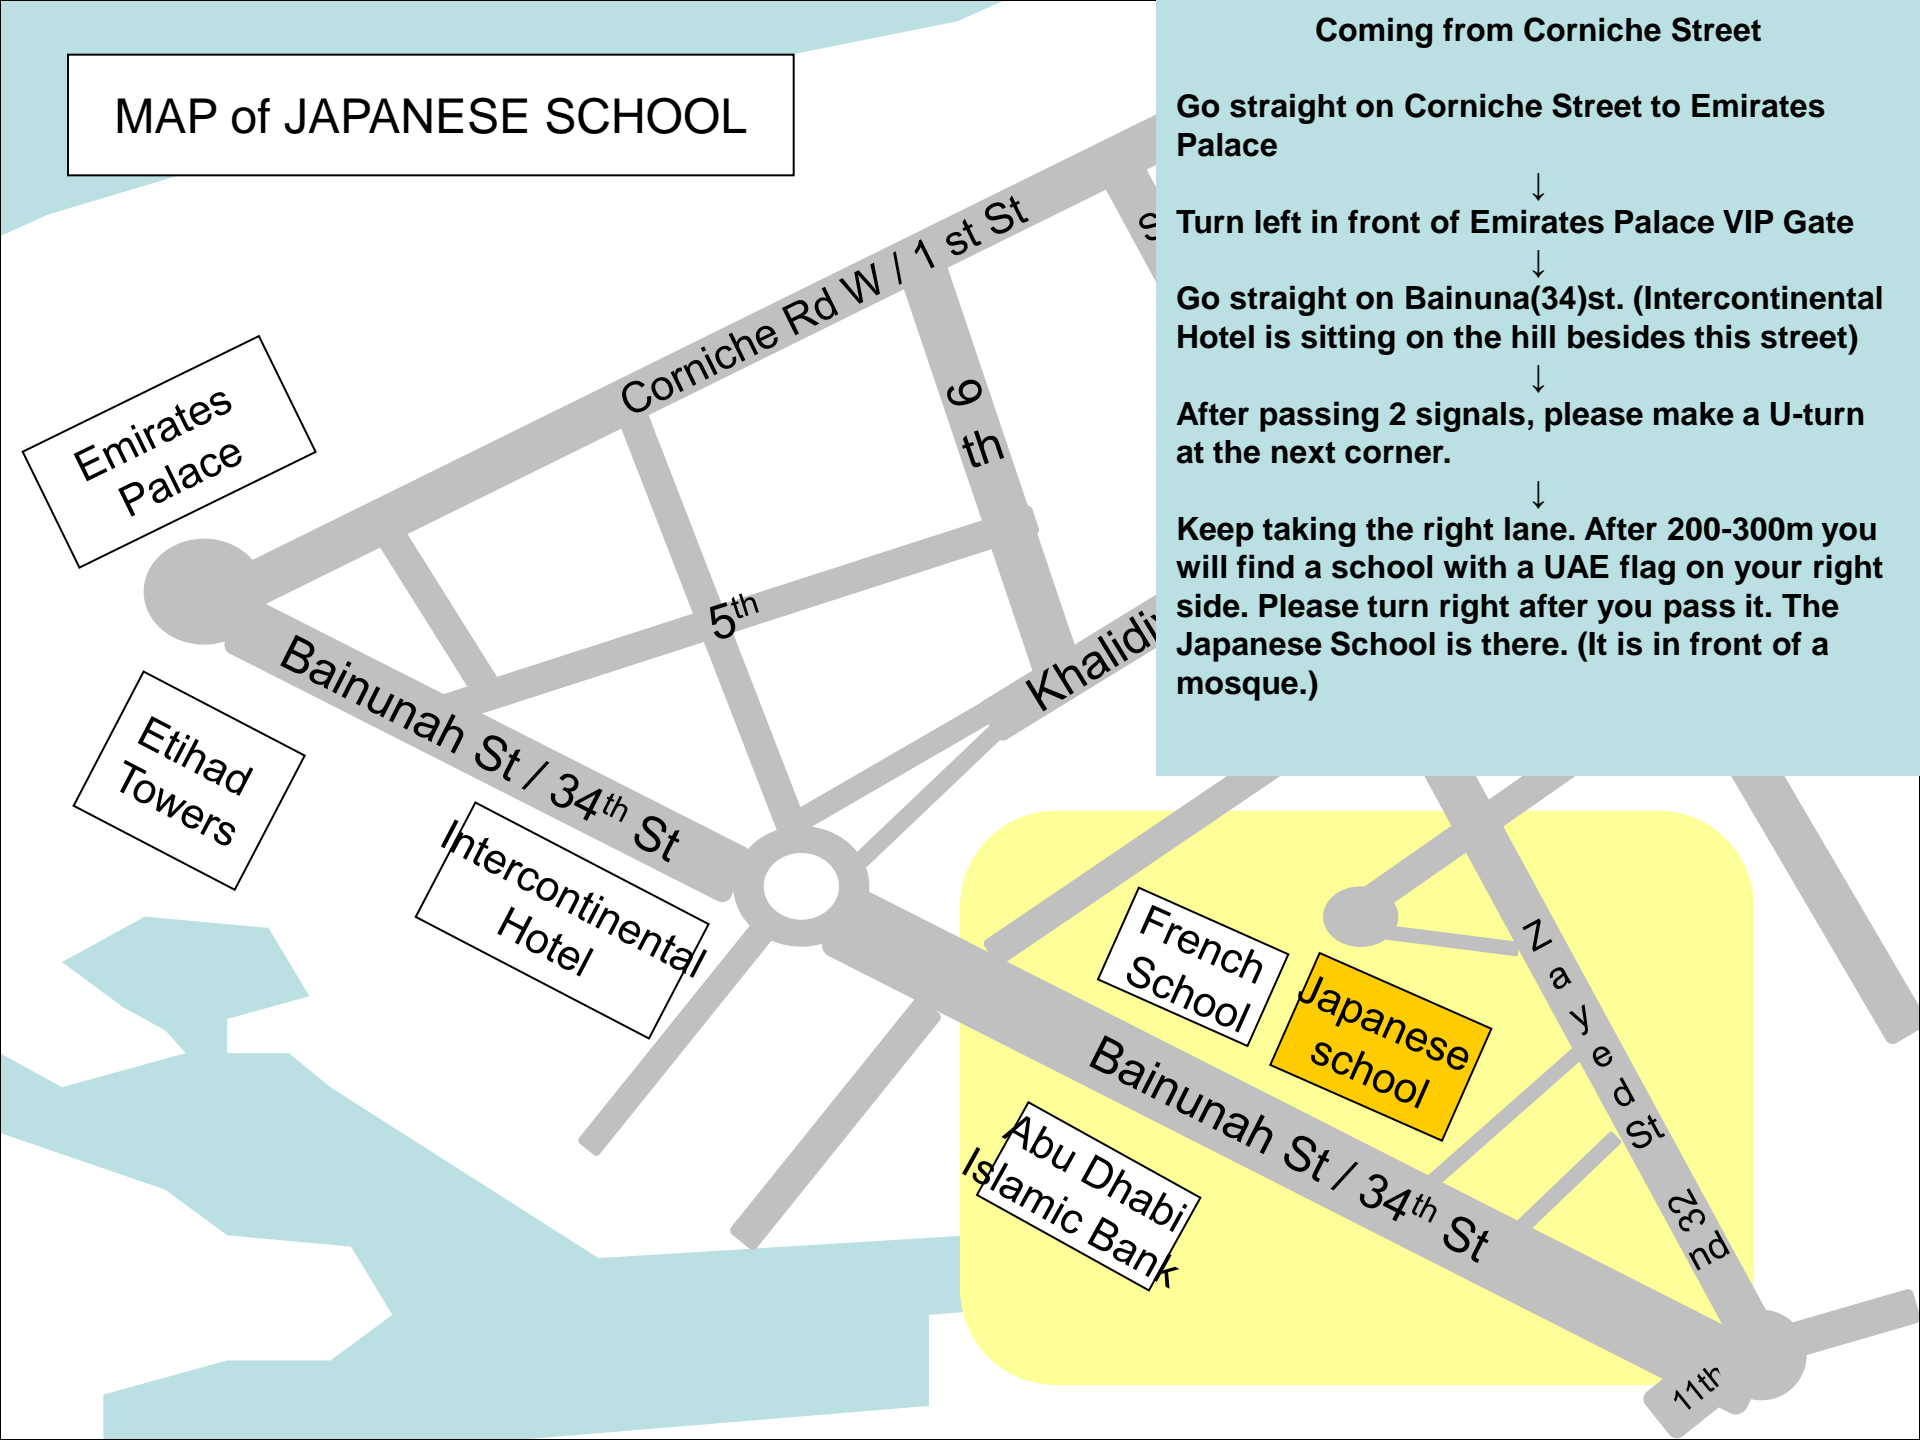 MAP of JAPANESE SCHOOL
Coming from Corniche Street
Go straight on Corniche Street to Emirates
Palace
↓
Turn left in front of Emirates Palace VIP Gate
↓
Go straight on Bainuna(34)st. (Intercontinental
Hotel is sitting on the hill besides this street)
↓
After passing 2 signals, please make a U-turn
at the next corner.
↓
Keep taking the right lane. After 200-300m you
will find a school with a UAE flag on your right
side. Please turn right after you pass it. The
Japanese School is there. (It is in front of a
mosque.)
Corniche Rd W / 1 st St
Emirates
Palace
9
th
5th
Khalidiy
Bainunah St / 34th St
Etihad
Towers
Intercontinental
Hotel
French
School
Japanese
school
Zayed St 32 nd
Bainunah St / 34th St
Abu Dhabi
Islamic Bank
11th